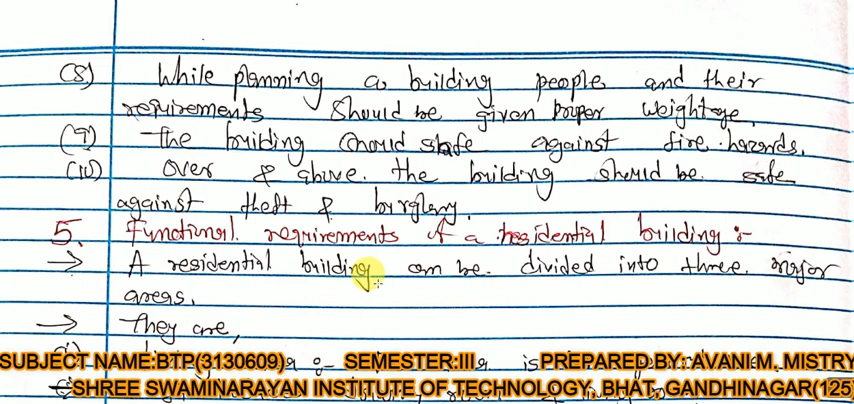 (8) While planning a building people and their
requirements should be given proper weightage.
(9) The building should safe against fire hazards.
(10) Over & above the building should be safe
against theft & burglary.
5. Functional requirements of a residential building :-
→ A residential building can be divided into three major
areas.
→ They are,
SUBJECT NAME:BTP(3130609) SEMESTER:III PREPARED BY: AVANI M. MISTRY
SHREE SWAMINARAYAN INSTITUTE OF TECHNOLOGY, BHAT, GANDHINAGAR(125)